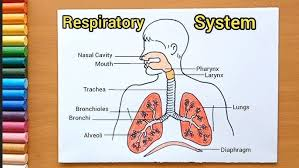 Respiratory System
Nasal Cavity
Mouth
Pharynx
Larynx
Trachea
Bronchioles
Bronchi
Lungs
Alveoli
Diaphragm